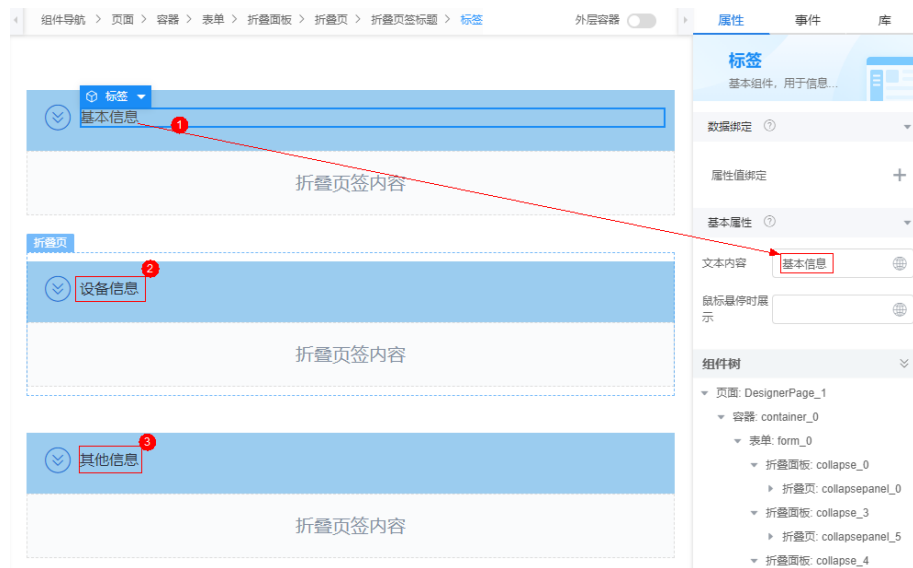 组件导航 > 页面 > 容器 > 表单 > 折叠面板 > 折叠页 > 折叠页签标题 > 标签 外层容器
属性 事件 库
标签
基本组件，用于信息...
数据绑定
属性值绑定
基本属性
文本内容 基本信息
鼠标悬停时展示
组件树
页面: DesignerPage_1
容器: container_0
表单: form_0
折叠面板: collapse_0
折叠页: collapsepanel_0
折叠面板: collapse_3
折叠页: collapsepanel_5
折叠面板: collapse_4
标签
基本信息 1
折叠页签内容
折叠页
设备信息 2
折叠页签内容
其他信息 3
折叠页签内容